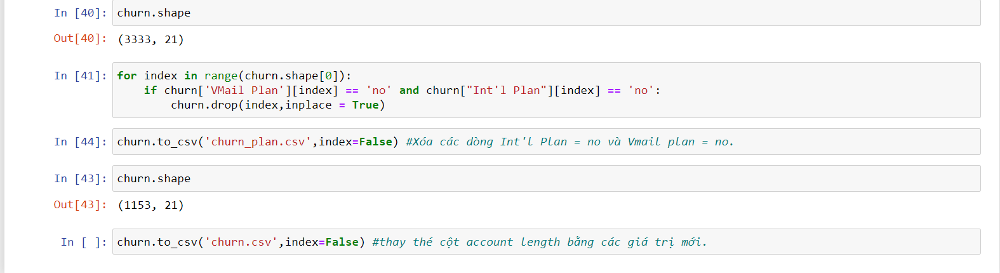 In [40]: churn.shape
Out[40]: (3333, 21)
In [41]: for index in range(churn.shape[0]):
    if churn['VMail Plan'][index] == 'no' and churn["Int'l Plan"][index] == 'no':
        churn.drop(index,inplace = True)
In [44]: churn.to_csv('churn_plan.csv',index=False) #Xóa các dòng Int'l Plan = no và Vmail plan = no.
In [43]: churn.shape
Out[43]: (1153, 21)
In [ ]: churn.to_csv('churn.csv',index=False) #thay thé cột account length bằng các giá trị mới.